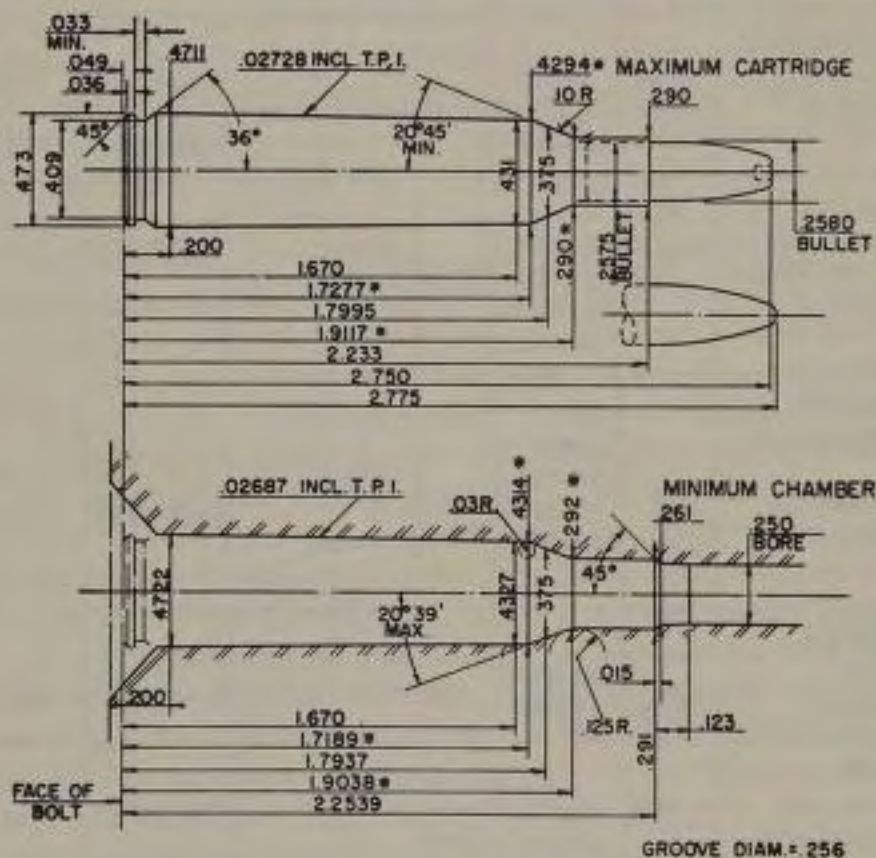 .033
MIN.
.049
.036
45°
.473
.409
.4711
.02728 INCL. T.P.I.
36°
20°45'
MIN.
.4294* MAXIMUM CARTRIDGE
.10 R
.290
.431
.375
.290*
.2575
BULLET
.2580
BULLET
.200
1.670
1.7277*
1.7995
1.9117*
2.233
2.750
2.775
.02687 INCL. T.P.I.
.03R.
.4314*
.292*
MINIMUM CHAMBER
.261
.250
BORE
45°
.4722
20°39'
MAX
.4327
.375
.200
.015
.125R.
.291
.123
1.670
1.7189*
1.7937
1.9038*
2.2539
FACE OF
BOLT
GROOVE DIAM.=.256